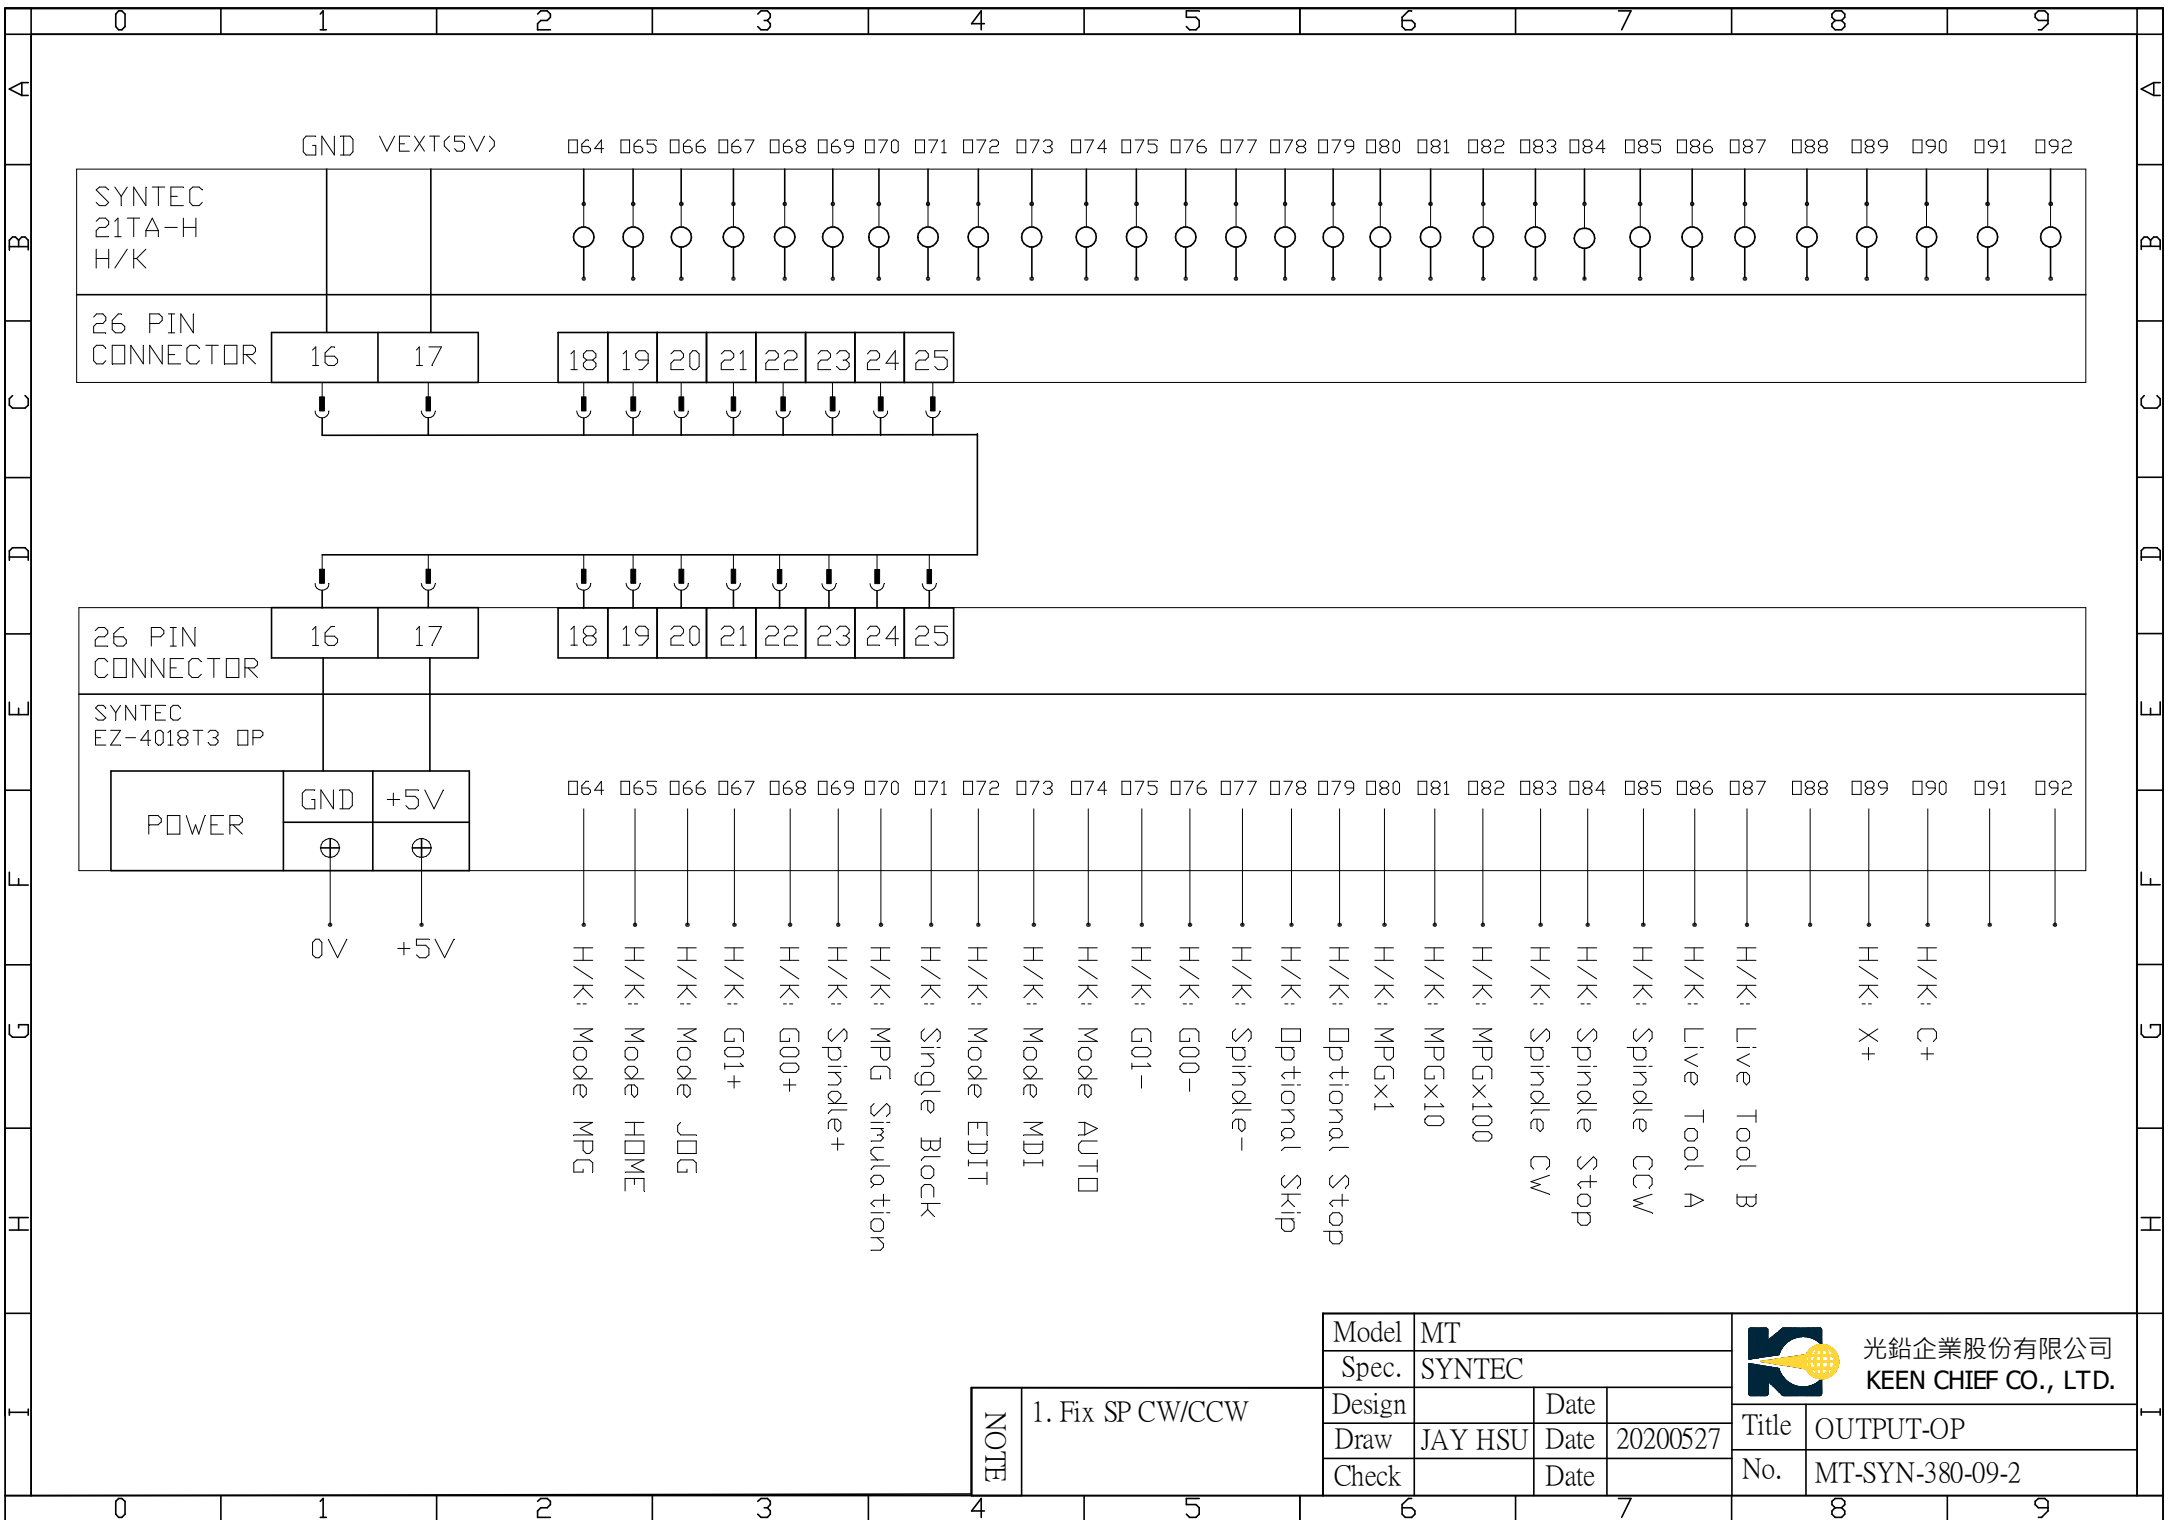 0 1 2 3 4 5 6 7 8 9
A A
GND VEXT(5V) O64 O65 O66 O67 O68 O69 O70 O71 O72 O73 O74 O75 O76 O77 O78 O79 O80 O81 O82 O83 O84 O85 O86 O87 O88 O89 O90 O91 O92
SYNTEC
21TA-H
H/K
B B
26 PIN
CONNECTOR
16 17 18 19 20 21 22 23 24 25
C C
D D
26 PIN
CONNECTOR
16 17 18 19 20 21 22 23 24 25
E E
SYNTEC
EZ-4018T3 OP
POWER
GND +5V
O64 O65 O66 O67 O68 O69 O70 O71 O72 O73 O74 O75 O76 O77 O78 O79 O80 O81 O82 O83 O84 O85 O86 O87 O88 O89 O90 O91 O92
F F
0V +5V
H/K: Mode MPG
H/K: Mode HOME
H/K: Mode JOG
H/K: G01+
H/K: G00+
H/K: Spindle+
H/K: MPG Simulation
H/K: Single Block
H/K: Mode EDIT
H/K: Mode MDI
H/K: Mode AUTO
H/K: G01-
H/K: G00-
H/K: Spindle-
H/K: Optional Skip
H/K: Optional Stop
H/K: MPGx1
H/K: MPGx10
H/K: MPGx100
H/K: Spindle CW
H/K: Spindle Stop
H/K: Spindle CCW
H/K: Live Tool A
H/K: Live Tool B
H/K: X+
H/K: C+
G G
H H
I I
NOTE
1. Fix SP CW/CCW
Model MT
Spec. SYNTEC
Design Date
Draw JAY HSU Date 20200527
Check Date
光鉛企業股份有限公司
KEEN CHIEF CO., LTD.
Title OUTPUT-OP
No. MT-SYN-380-09-2
0 1 2 3 4 5 6 7 8 9